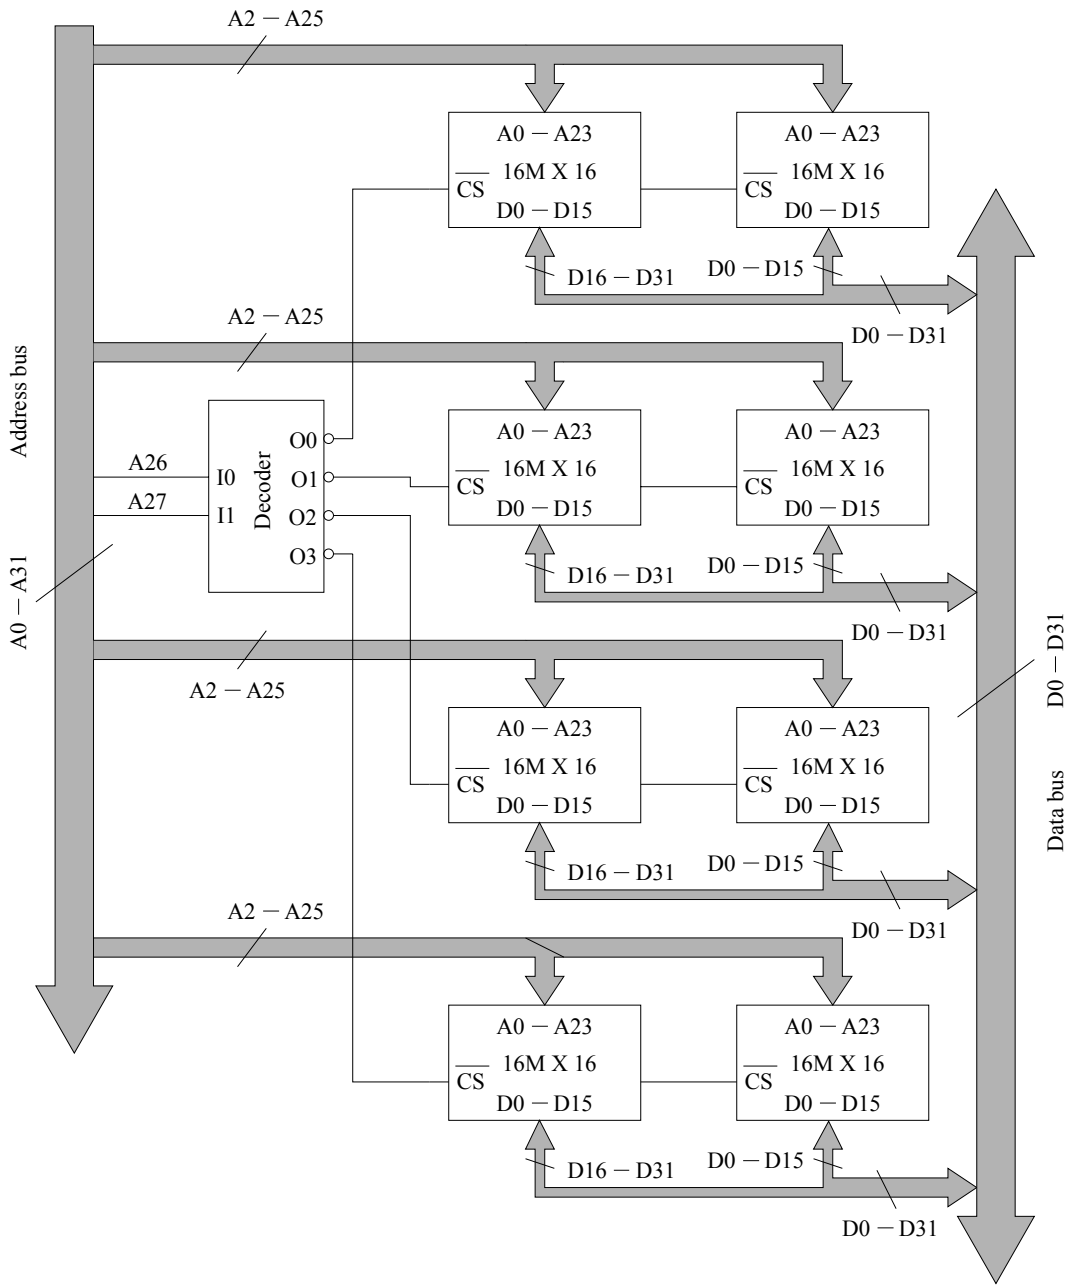 A2 – A25
A0 – A23
16M X 16
CS
D0 – D15
A0 – A23
16M X 16
CS
D0 – D15
D16 – D31
D0 – D15
D0 – D31
A2 – A25
A0 – A23
16M X 16
CS
D0 – D15
A0 – A23
16M X 16
CS
D0 – D15
D16 – D31
D0 – D15
D0 – D31
Address bus
A0 – A31
A26
A27
I0
I1
Decoder
O0
O1
O2
O3
A2 – A25
A0 – A23
16M X 16
CS
D0 – D15
A0 – A23
16M X 16
CS
D0 – D15
D16 – D31
D0 – D15
D0 – D31
D0 – D31
Data bus
A2 – A25
A0 – A23
16M X 16
CS
D0 – D15
A0 – A23
16M X 16
CS
D0 – D15
D16 – D31
D0 – D15
D0 – D31